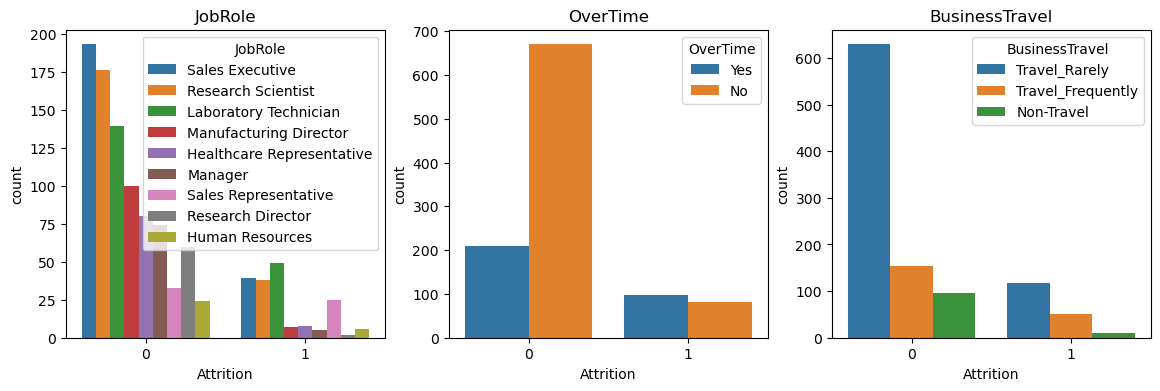 JobRole
200
175
150
125
100
75
50
25
0
count
0
1
Attrition
JobRole
Sales Executive
Research Scientist
Laboratory Technician
Manufacturing Director
Healthcare Representative
Manager
Sales Representative
Research Director
Human Resources
OverTime
700
600
500
400
300
200
100
0
count
0
1
Attrition
OverTime
Yes
No
BusinessTravel
600
500
400
300
200
100
0
count
0
1
Attrition
BusinessTravel
Travel_Rarely
Travel_Frequently
Non-Travel